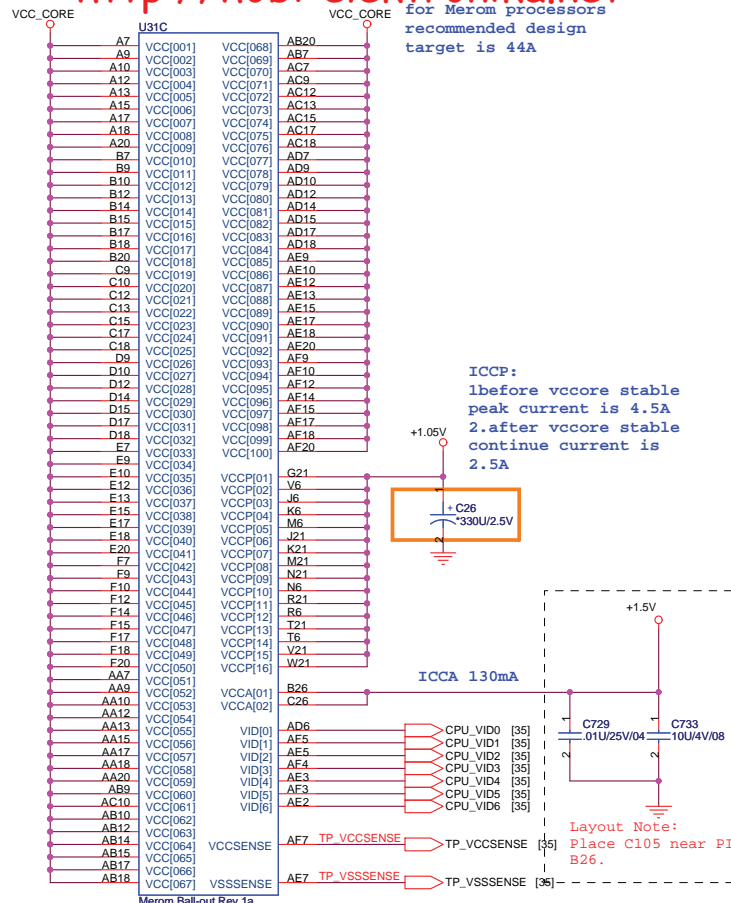 for Merom processors
recommended design
target is 44A
VCC_CORE VCC_CORE
U31C
A7 VCC[001] VCC[068] AB20
A9 VCC[002] VCC[069] AB7
A10 VCC[003] VCC[070] AC7
A12 VCC[004] VCC[071] AC9
A13 VCC[005] VCC[072] AC12
A15 VCC[006] VCC[073] AC13
A17 VCC[007] VCC[074] AC15
A18 VCC[008] VCC[075] AC17
A20 VCC[009] VCC[076] AC18
B7 VCC[010] VCC[077] AD7
B9 VCC[011] VCC[078] AD9
B10 VCC[012] VCC[079] AD10
B12 VCC[013] VCC[080] AD12
B14 VCC[014] VCC[081] AD14
B15 VCC[015] VCC[082] AD15
B17 VCC[016] VCC[083] AD17
B18 VCC[017] VCC[084] AD18
B20 VCC[018] VCC[085] AE9
C9 VCC[019] VCC[086] AE10
C10 VCC[020] VCC[087] AE12
C12 VCC[021] VCC[088] AE13
C13 VCC[022] VCC[089] AE15
C15 VCC[023] VCC[090] AE17
C17 VCC[024] VCC[091] AE18
C18 VCC[025] VCC[092] AE20
D9 VCC[026] VCC[093] AF9
D10 VCC[027] VCC[094] AF10
D12 VCC[028] VCC[095] AF12
D14 VCC[029] VCC[096] AF14
D15 VCC[030] VCC[097] AF15
D17 VCC[031] VCC[098] AF17
D18 VCC[032] VCC[099] AF18
E7 VCC[033] VCC[100] AF20
E9 VCC[034]
E10 VCC[035] VCCP[01] G21
E12 VCC[036] VCCP[02] V6
E13 VCC[037] VCCP[03] J6
E15 VCC[038] VCCP[04] K6
E17 VCC[039] VCCP[05] M6
E18 VCC[040] VCCP[06] J21
E20 VCC[041] VCCP[07] K21
F7 VCC[042] VCCP[08] M21
F9 VCC[043] VCCP[09] N21
F10 VCC[044] VCCP[10] N6
F12 VCC[045] VCCP[11] R21
F14 VCC[046] VCCP[12] R6
F15 VCC[047] VCCP[13] T21
F17 VCC[048] VCCP[14] T6
F18 VCC[049] VCCP[15] V21
F20 VCC[050] VCCP[16] W21
AA7 VCC[051]
AA9 VCC[052] VCCA[01] B26
AA10 VCC[053] VCCA[02] C26
AA12 VCC[054]
AA13 VCC[055] VID[0] AD6 CPU_VID0 [35]
AA15 VCC[056] VID[1] AF5 CPU_VID1 [35]
AA17 VCC[057] VID[2] AE5 CPU_VID2 [35]
AA18 VCC[058] VID[3] AF4 CPU_VID3 [35]
AA20 VCC[059] VID[4] AE3 CPU_VID4 [35]
AB9 VCC[060] VID[5] AF3 CPU_VID5 [35]
AC10 VCC[061] VID[6] AE2 CPU_VID6 [35]
AB10 VCC[062]
AB12 VCC[063]
AB14 VCC[064] VCCSENSE AF7 TP_VCCSENSE TP_VCCSENSE [35]
AB15 VCC[065]
AB17 VCC[066]
AB18 VCC[067] VSSSENSE AE7 TP_VSSSENSE TP_VSSSENSE [35]
Merom Ball-out Rev 1a
ICCP:
1before vccore stable
peak current is 4.5A
2.after vccore stable
continue current is
2.5A
+1.05V
1
+ C26
*330U/2.5V
2
ICCA 130mA
+1.5V
1 1
C729 C733
.01U/25V/04 10U/4V/08
2 2
Layout Note:
Place C105 near PI
B26.